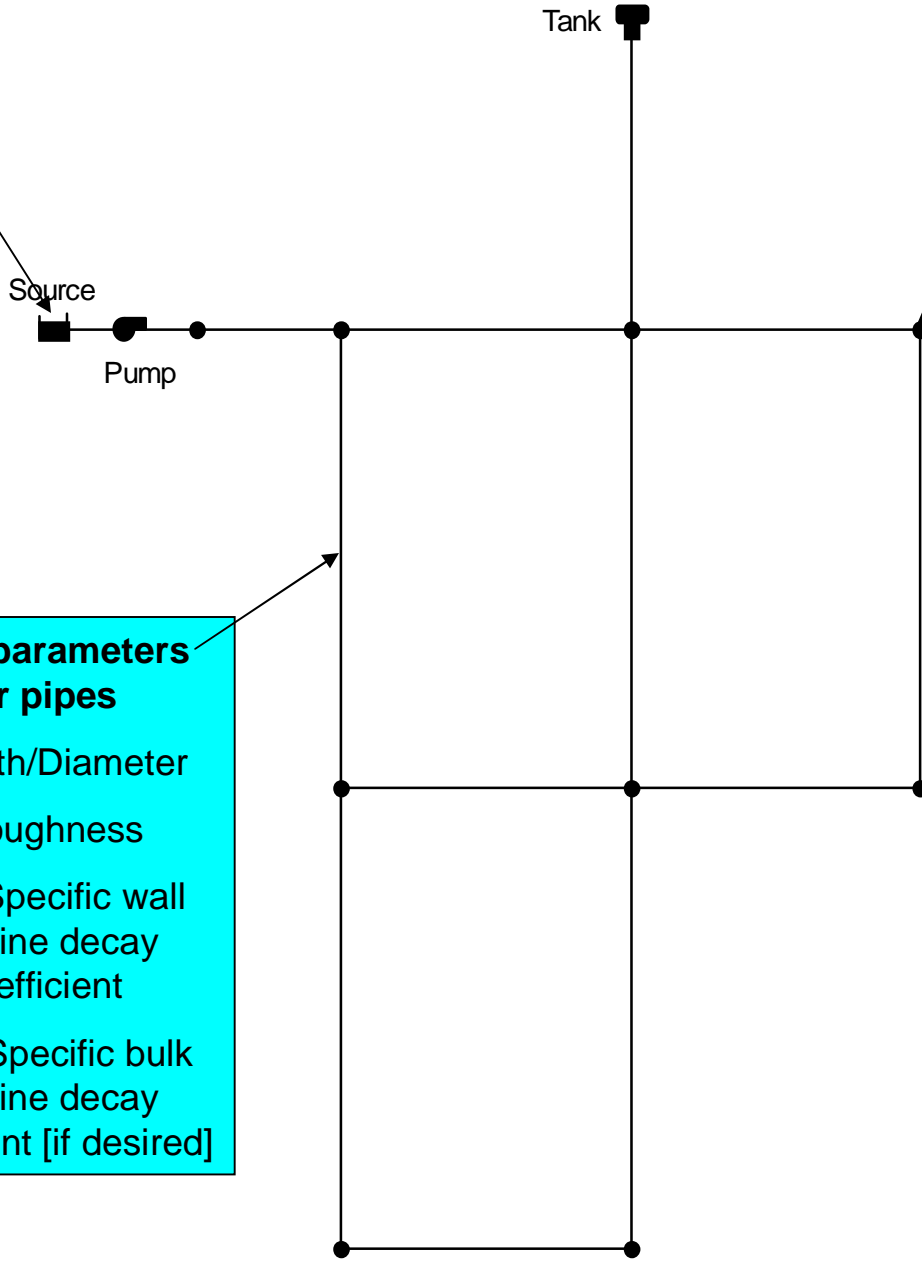 Tank
Source
Pump
parameters
r pipes
th/Diameter
oughness
Specific wall
ine decay
efficient
Specific bulk
ine decay
nt [if desired]